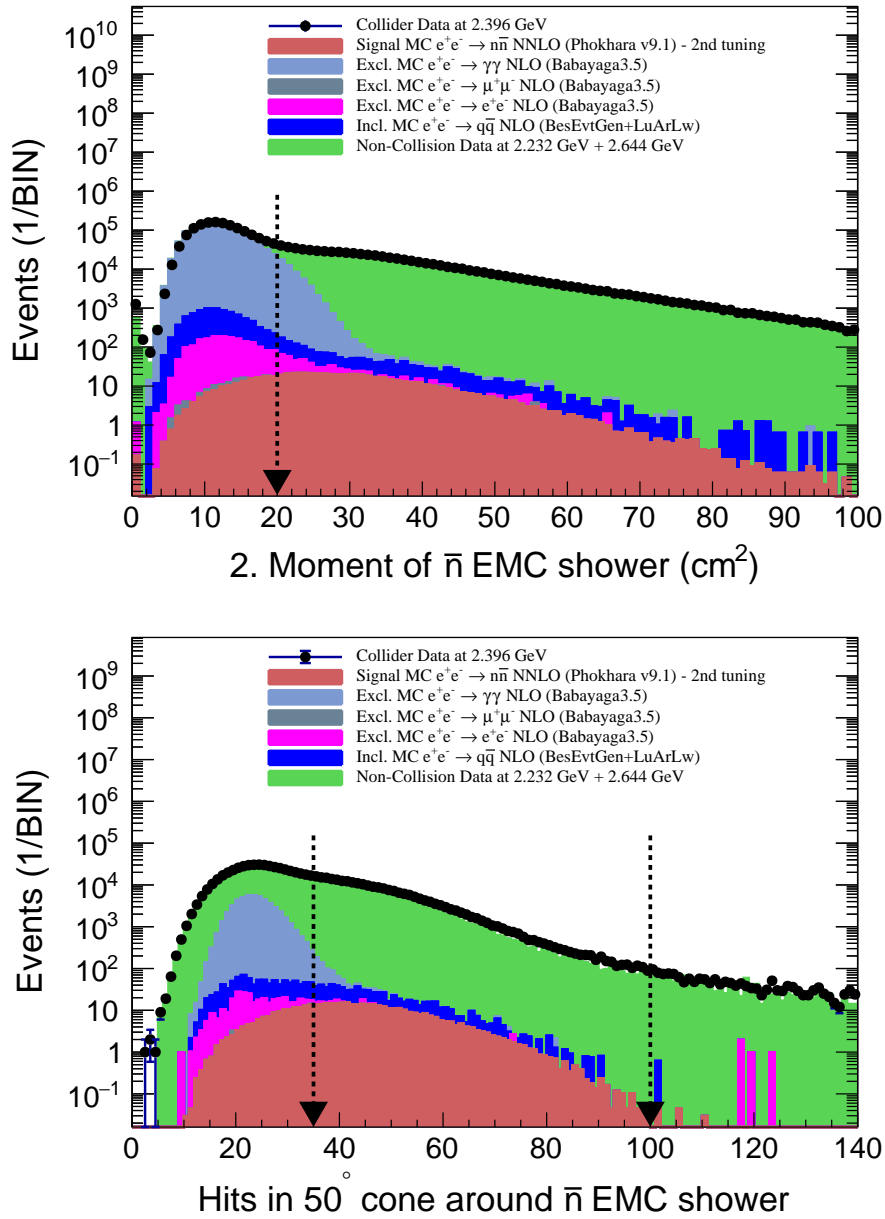 Collider Data at 2.396 GeV
Signal MC e⁺e⁻ → nn̅ NNLO (Phokhara v9.1) - 2nd tuning
Excl. MC e⁺e⁻ → γγ NLO (Babayaga3.5)
Excl. MC e⁺e⁻ → μ⁺μ⁻ NLO (Babayaga3.5)
Excl. MC e⁺e⁻ → e⁺e⁻ NLO (Babayaga3.5)
Incl. MC e⁺e⁻ → qq̅ NLO (BesEvtGen+LuArLw)
Non-Collision Data at 2.232 GeV + 2.644 GeV
Events (1/BIN)
10¹⁰
10⁹
10⁸
10⁷
10⁶
10⁵
10⁴
10³
10²
10
1
10⁻¹
0 10 20 30 40 50 60 70 80 90 100
2. Moment of n̅ EMC shower (cm²)
Collider Data at 2.396 GeV
Signal MC e⁺e⁻ → nn̅ NNLO (Phokhara v9.1) - 2nd tuning
Excl. MC e⁺e⁻ → γγ NLO (Babayaga3.5)
Excl. MC e⁺e⁻ → μ⁺μ⁻ NLO (Babayaga3.5)
Excl. MC e⁺e⁻ → e⁺e⁻ NLO (Babayaga3.5)
Incl. MC e⁺e⁻ → qq̅ NLO (BesEvtGen+LuArLw)
Non-Collision Data at 2.232 GeV + 2.644 GeV
Events (1/BIN)
10⁹
10⁸
10⁷
10⁶
10⁵
10⁴
10³
10²
10
1
10⁻¹
0 20 40 60 80 100 120 140
Hits in 50° cone around n̅ EMC shower